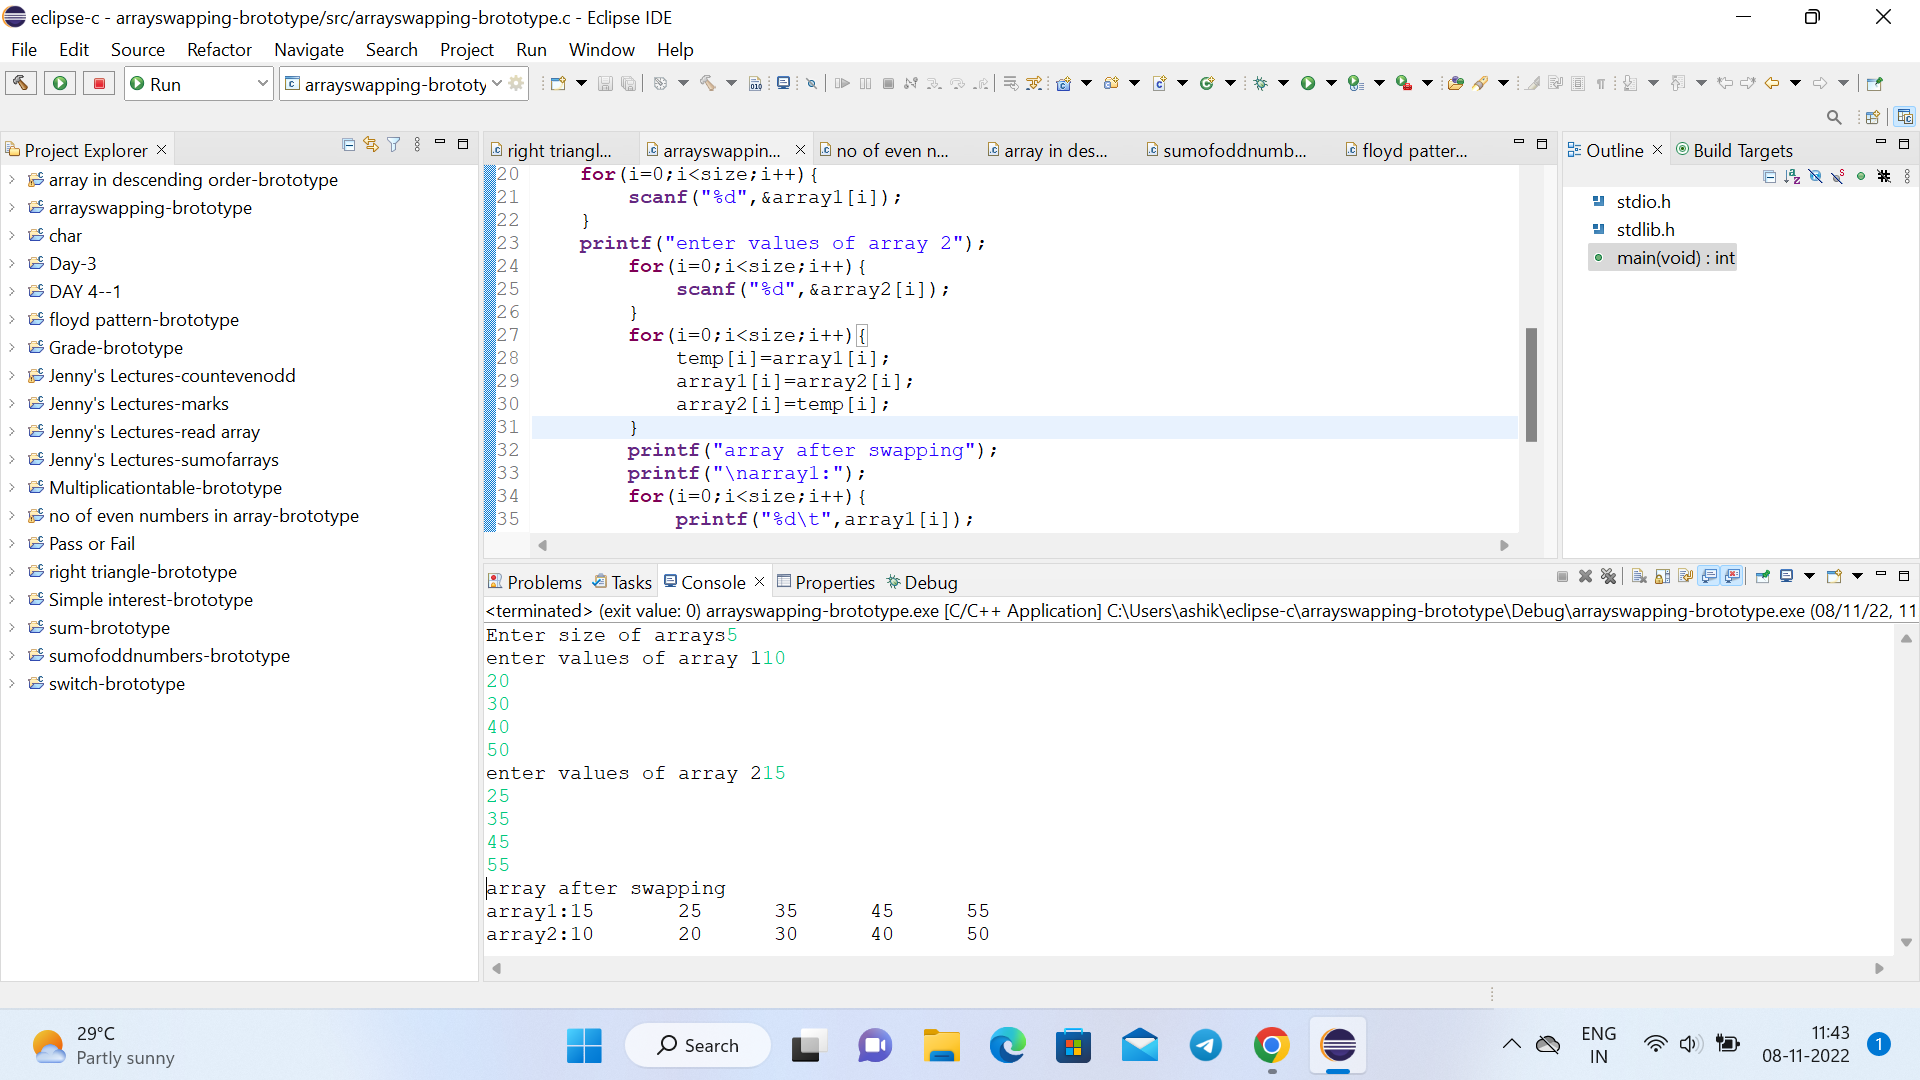 eclipse-c - arrayswapping-brototype/src/arrayswapping-brototype.c - Eclipse IDE
File Edit Source Refactor Navigate Search Project Run Window Help
Run arrayswapping-brototy
Project Explorer
array in descending order-brototype
arrayswapping-brototype
char
Day-3
DAY 4--1
floyd pattern-brototype
Grade-brototype
Jenny's Lectures-countevenodd
Jenny's Lectures-marks
Jenny's Lectures-read array
Jenny's Lectures-sumofarrays
Multiplicationtable-brototype
no of even numbers in array-brototype
Pass or Fail
right triangle-brototype
Simple interest-brototype
sum-brototype
sumofoddnumbers-brototype
switch-brototype
right triangl... arrayswappin... no of even n... array in des... sumofoddnumb... floyd patter...
20 for(i=0;i<size;i++){
21 scanf("%d",&array1[i]);
22 }
23 printf("enter values of array 2");
24 for(i=0;i<size;i++){
25 scanf("%d",&array2[i]);
26 }
27 for(i=0;i<size;i++){
28 temp[i]=array1[i];
29 array1[i]=array2[i];
30 array2[i]=temp[i];
31 }
32 printf("array after swapping");
33 printf("\narray1:");
34 for(i=0;i<size;i++){
35 printf("%d\t",array1[i]);
Outline Build Targets
stdio.h
stdlib.h
main(void) : int
Problems Tasks Console Properties Debug
<terminated> (exit value: 0) arrayswapping-brototype.exe [C/C++ Application] C:\Users\ashik\eclipse-c\arrayswapping-brototype\Debug\arrayswapping-brototype.exe (08/11/22, 11
Enter size of arrays5
enter values of array 110
20
30
40
50
enter values of array 215
25
35
45
55
array after swapping
array1:15 25 35 45 55
array2:10 20 30 40 50
29°C
Partly sunny
Search
ENG
IN
11:43
08-11-2022
1